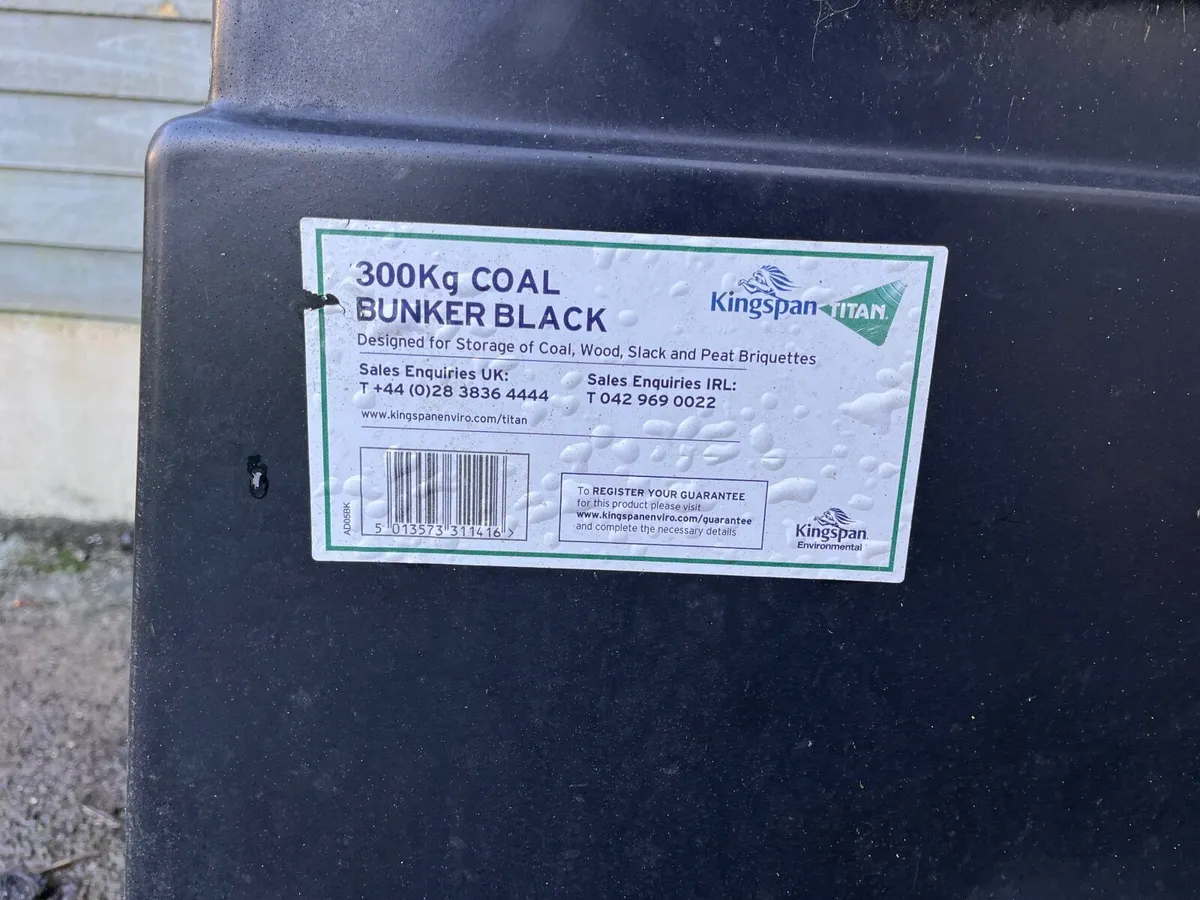 300Kg COAL
BUNKER BLACK
Kingspan TITAN.
Designed for Storage of Coal, Wood, Slack and Peat Briquettes
Sales Enquiries UK:
T +44 (0)28 3836 4444
Sales Enquiries IRL:
T 042 969 0022
www.kingspanenviro.com/titan
AD05BK
5 013573 311416 >
To REGISTER YOUR GUARANTEE
for this product please visit
www.kingspanenviro.com/guarantee
and complete the necessary details
Kingspan
Environmental